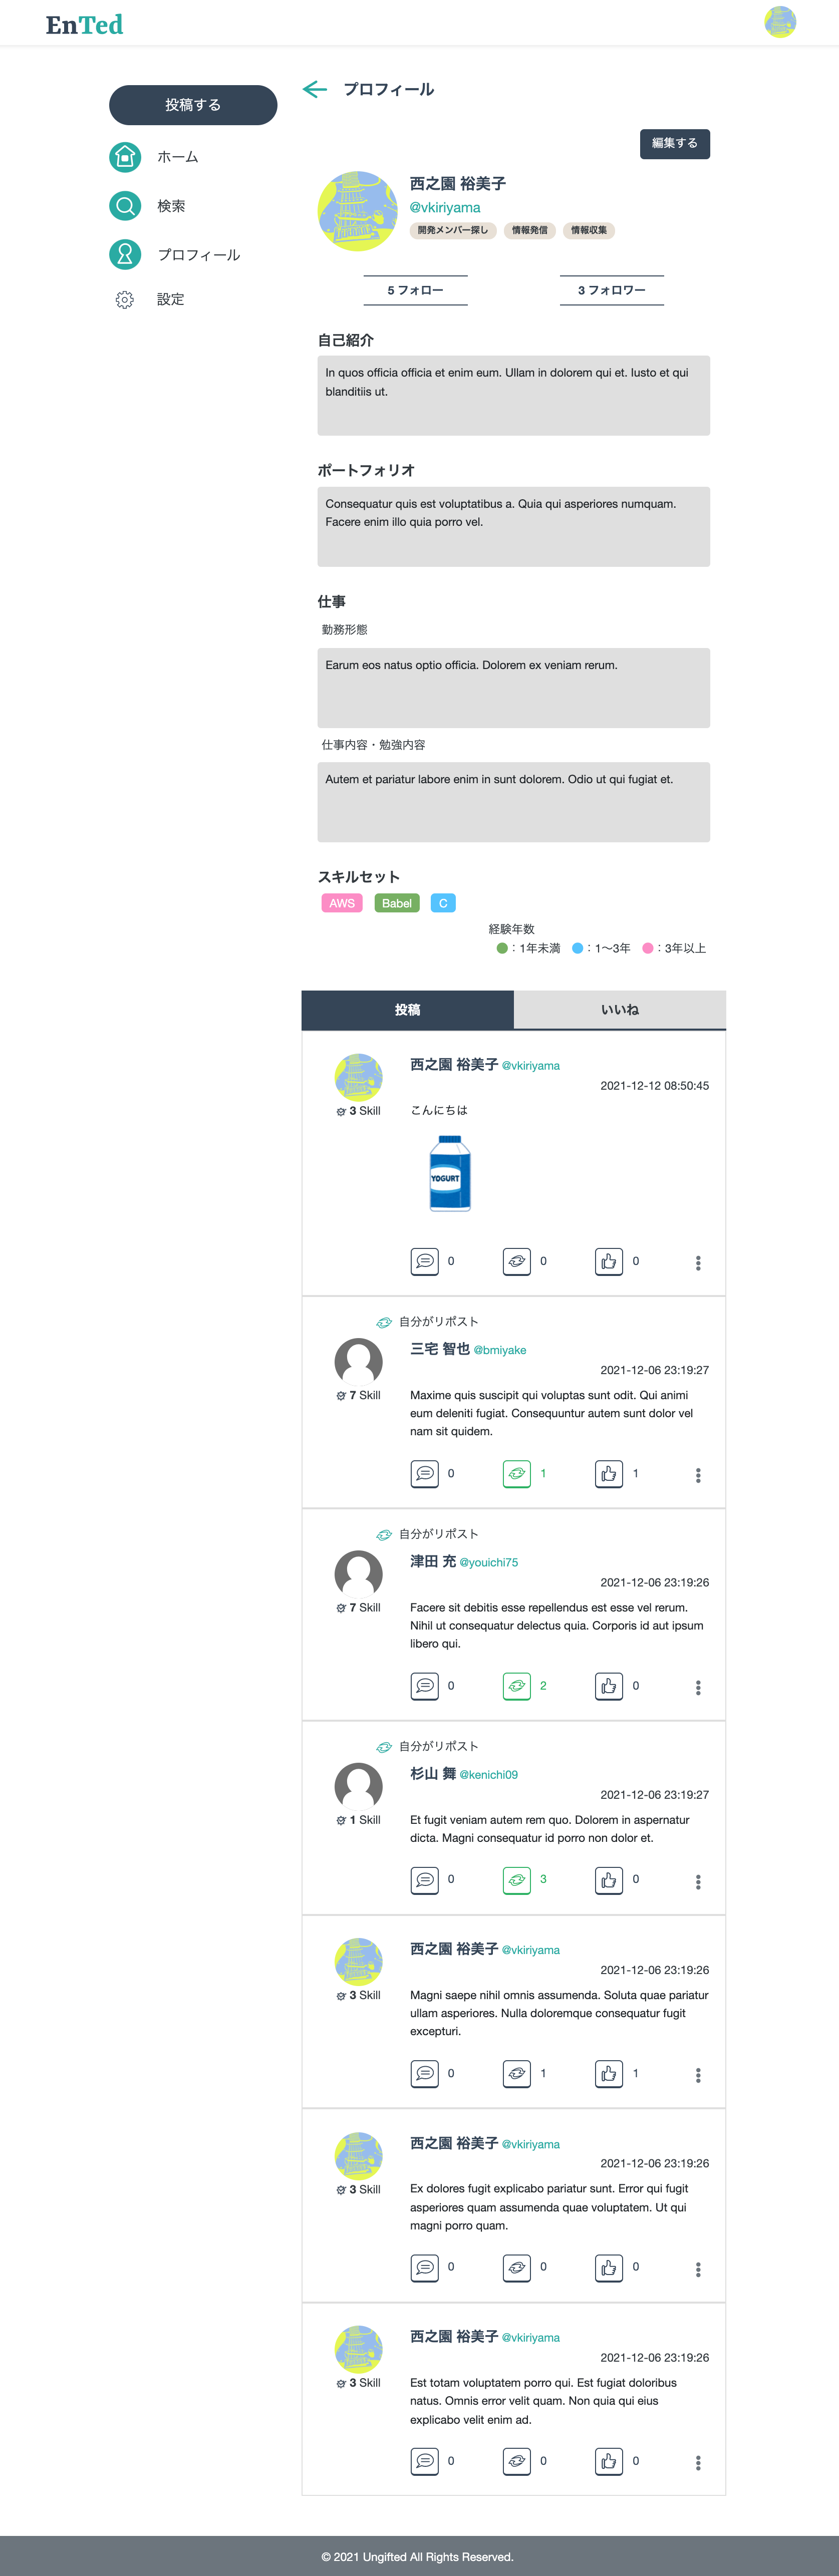 EnTed
投稿する
ホーム
検索
プロフィール
設定
プロフィール
編集する
西之園 裕美子
@vkiriyama
開発メンバー探し 情報発信 情報収集
5 フォロー 3 フォロワー
自己紹介
In quos officia officia et enim eum. Ullam in dolorem qui et. Iusto et qui
blanditiis ut.
ポートフォリオ
Consequatur quis est voluptatibus a. Quia qui asperiores numquam.
Facere enim illo quia porro vel.
仕事
勤務形態
Earum eos natus optio officia. Dolorem ex veniam rerum.
仕事内容・勉強内容
Autem et pariatur labore enim in sunt dolorem. Odio ut qui fugiat et.
スキルセット
AWS Babel C
経験年数
：1年未満 ：1〜3年 ：3年以上
投稿 いいね
西之園 裕美子 @vkiriyama
2021-12-12 08:50:45
3 Skill
こんにちは
YOGURT
0 0 0
自分がリポスト
三宅 智也 @bmiyake
2021-12-06 23:19:27
7 Skill
Maxime quis suscipit qui voluptas sunt odit. Qui animi
eum deleniti fugiat. Consequuntur autem sunt dolor vel
nam sit quidem.
0 1 1
自分がリポスト
津田 充 @youichi75
2021-12-06 23:19:26
7 Skill
Facere sit debitis esse repellendus est esse vel rerum.
Nihil ut consequatur delectus quia. Corporis id aut ipsum
libero qui.
0 2 0
自分がリポスト
杉山 舞 @kenichi09
2021-12-06 23:19:27
1 Skill
Et fugit veniam autem rem quo. Dolorem in aspernatur
dicta. Magni consequatur id porro non dolor et.
0 3 0
西之園 裕美子 @vkiriyama
2021-12-06 23:19:26
3 Skill
Magni saepe nihil omnis assumenda. Soluta quae pariatur
ullam asperiores. Nulla doloremque consequatur fugit
excepturi.
0 1 1
西之園 裕美子 @vkiriyama
2021-12-06 23:19:26
3 Skill
Ex dolores fugit explicabo pariatur sunt. Error qui fugit
asperiores quam assumenda quae voluptatem. Ut qui
magni porro quam.
0 0 0
西之園 裕美子 @vkiriyama
2021-12-06 23:19:26
3 Skill
Est totam voluptatem porro qui. Est fugiat doloribus
natus. Omnis error velit quam. Non quia qui eius
explicabo velit enim ad.
0 0 0
© 2021 Ungifted All Rights Reserved.